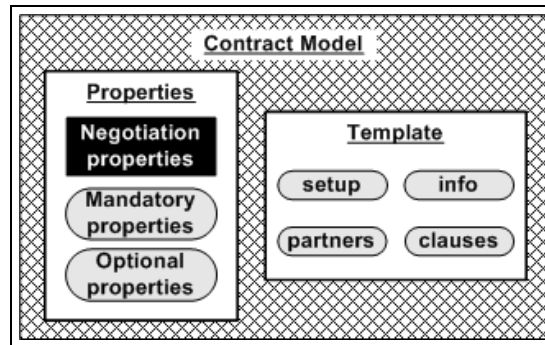 Contract Model
Properties
Negotiation
properties
Mandatory
properties
Optional
properties
Template
setup
info
partners
clauses